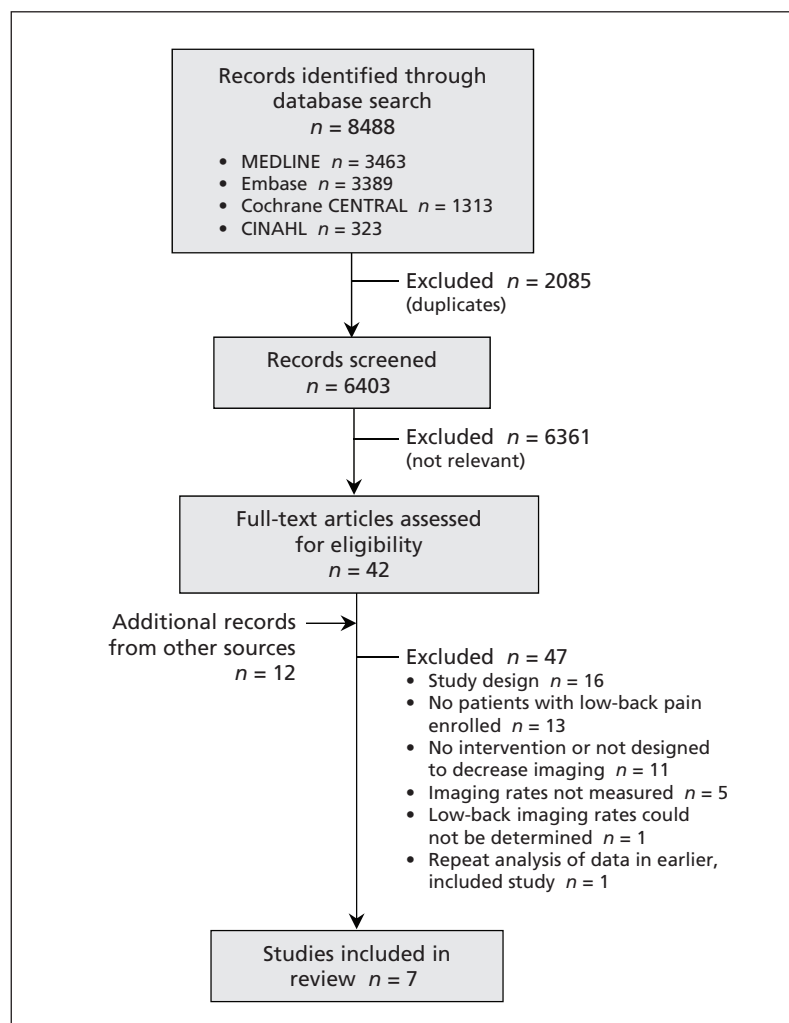 Records identified through
database search
n = 8488
• MEDLINE n = 3463
• Embase n = 3389
• Cochrane CENTRAL n = 1313
• CINAHL n = 323
Excluded n = 2085
(duplicates)
Records screened
n = 6403
Excluded n = 6361
(not relevant)
Full-text articles assessed
for eligibility
n = 42
Additional records
from other sources
n = 12
Excluded n = 47
• Study design n = 16
• No patients with low-back pain
enrolled n = 13
• No intervention or not designed
to decrease imaging n = 11
• Imaging rates not measured n = 5
• Low-back imaging rates could
not be determined n = 1
• Repeat analysis of data in earlier,
included study n = 1
Studies included in
review n = 7